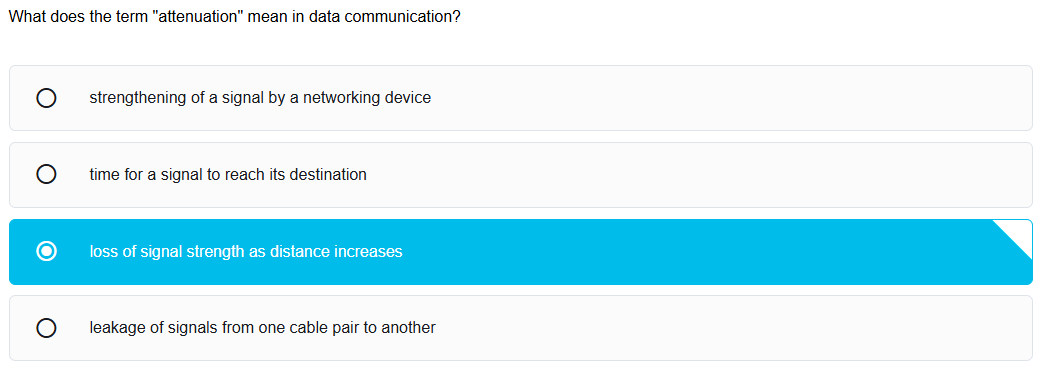 What does the term "attenuation" mean in data communication?
strengthening of a signal by a networking device
time for a signal to reach its destination
loss of signal strength as distance increases
leakage of signals from one cable pair to another